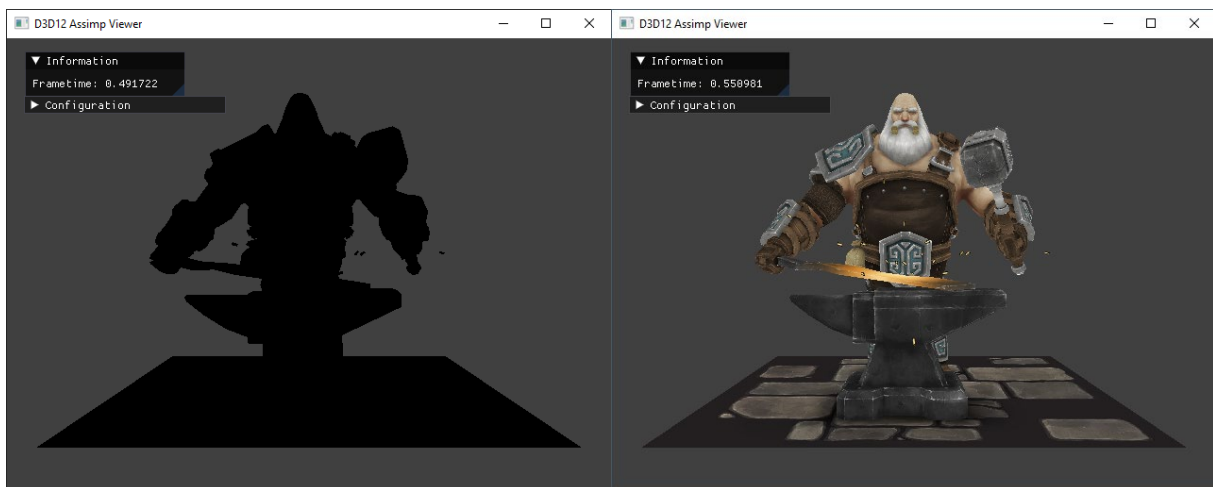 D3D12 Assimp Viewer
Information
Frametime: 0.491722
Configuration
D3D12 Assimp Viewer
Information
Frametime: 0.550981
Configuration